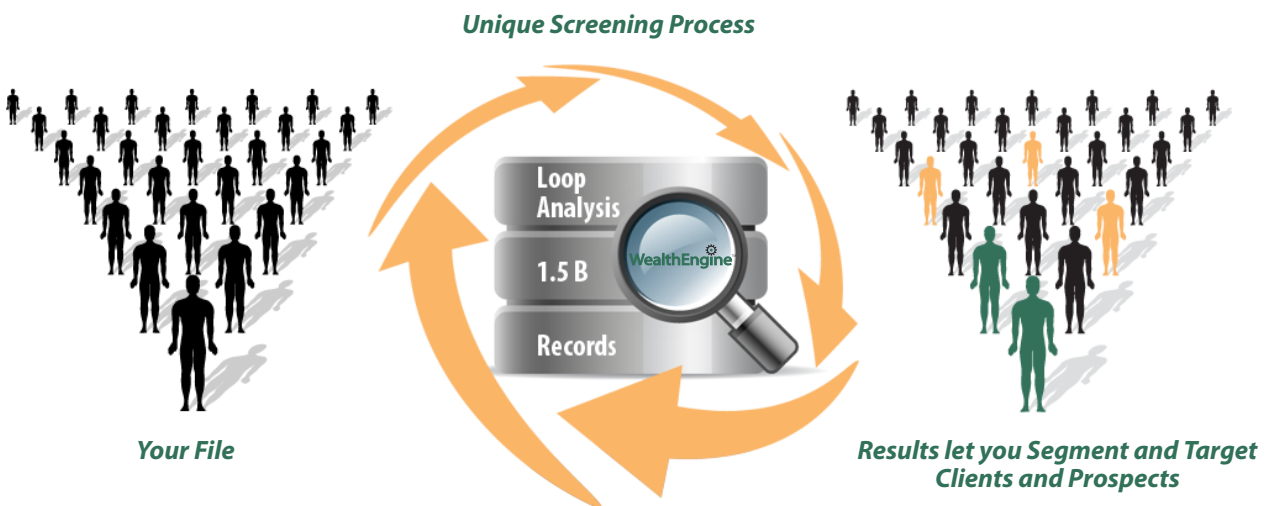 Unique Screening Process
Loop
Analysis
1.5 B
Records
WealthEngine
Your File
Results let you Segment and Target
Clients and Prospects